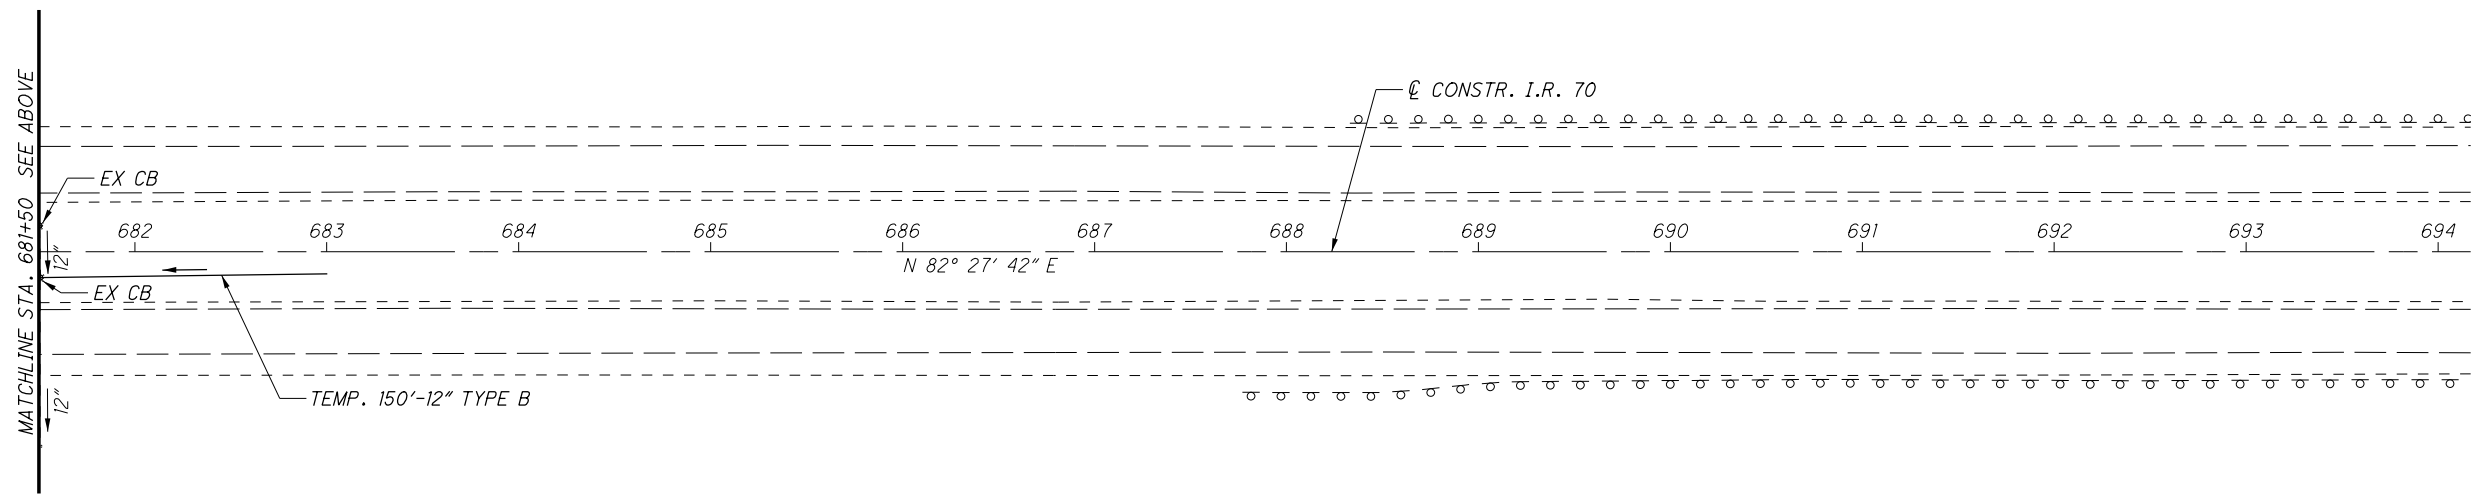 MATCHLINE STA. 681+50 SEE ABOVE
℄ CONSTR. I.R. 70
EX CB
682 683 684 685 686 687 688 689 690 691 692 693 694
12"
N 82° 27' 42" E
EX CB
12"
TEMP. 150'-12" TYPE B